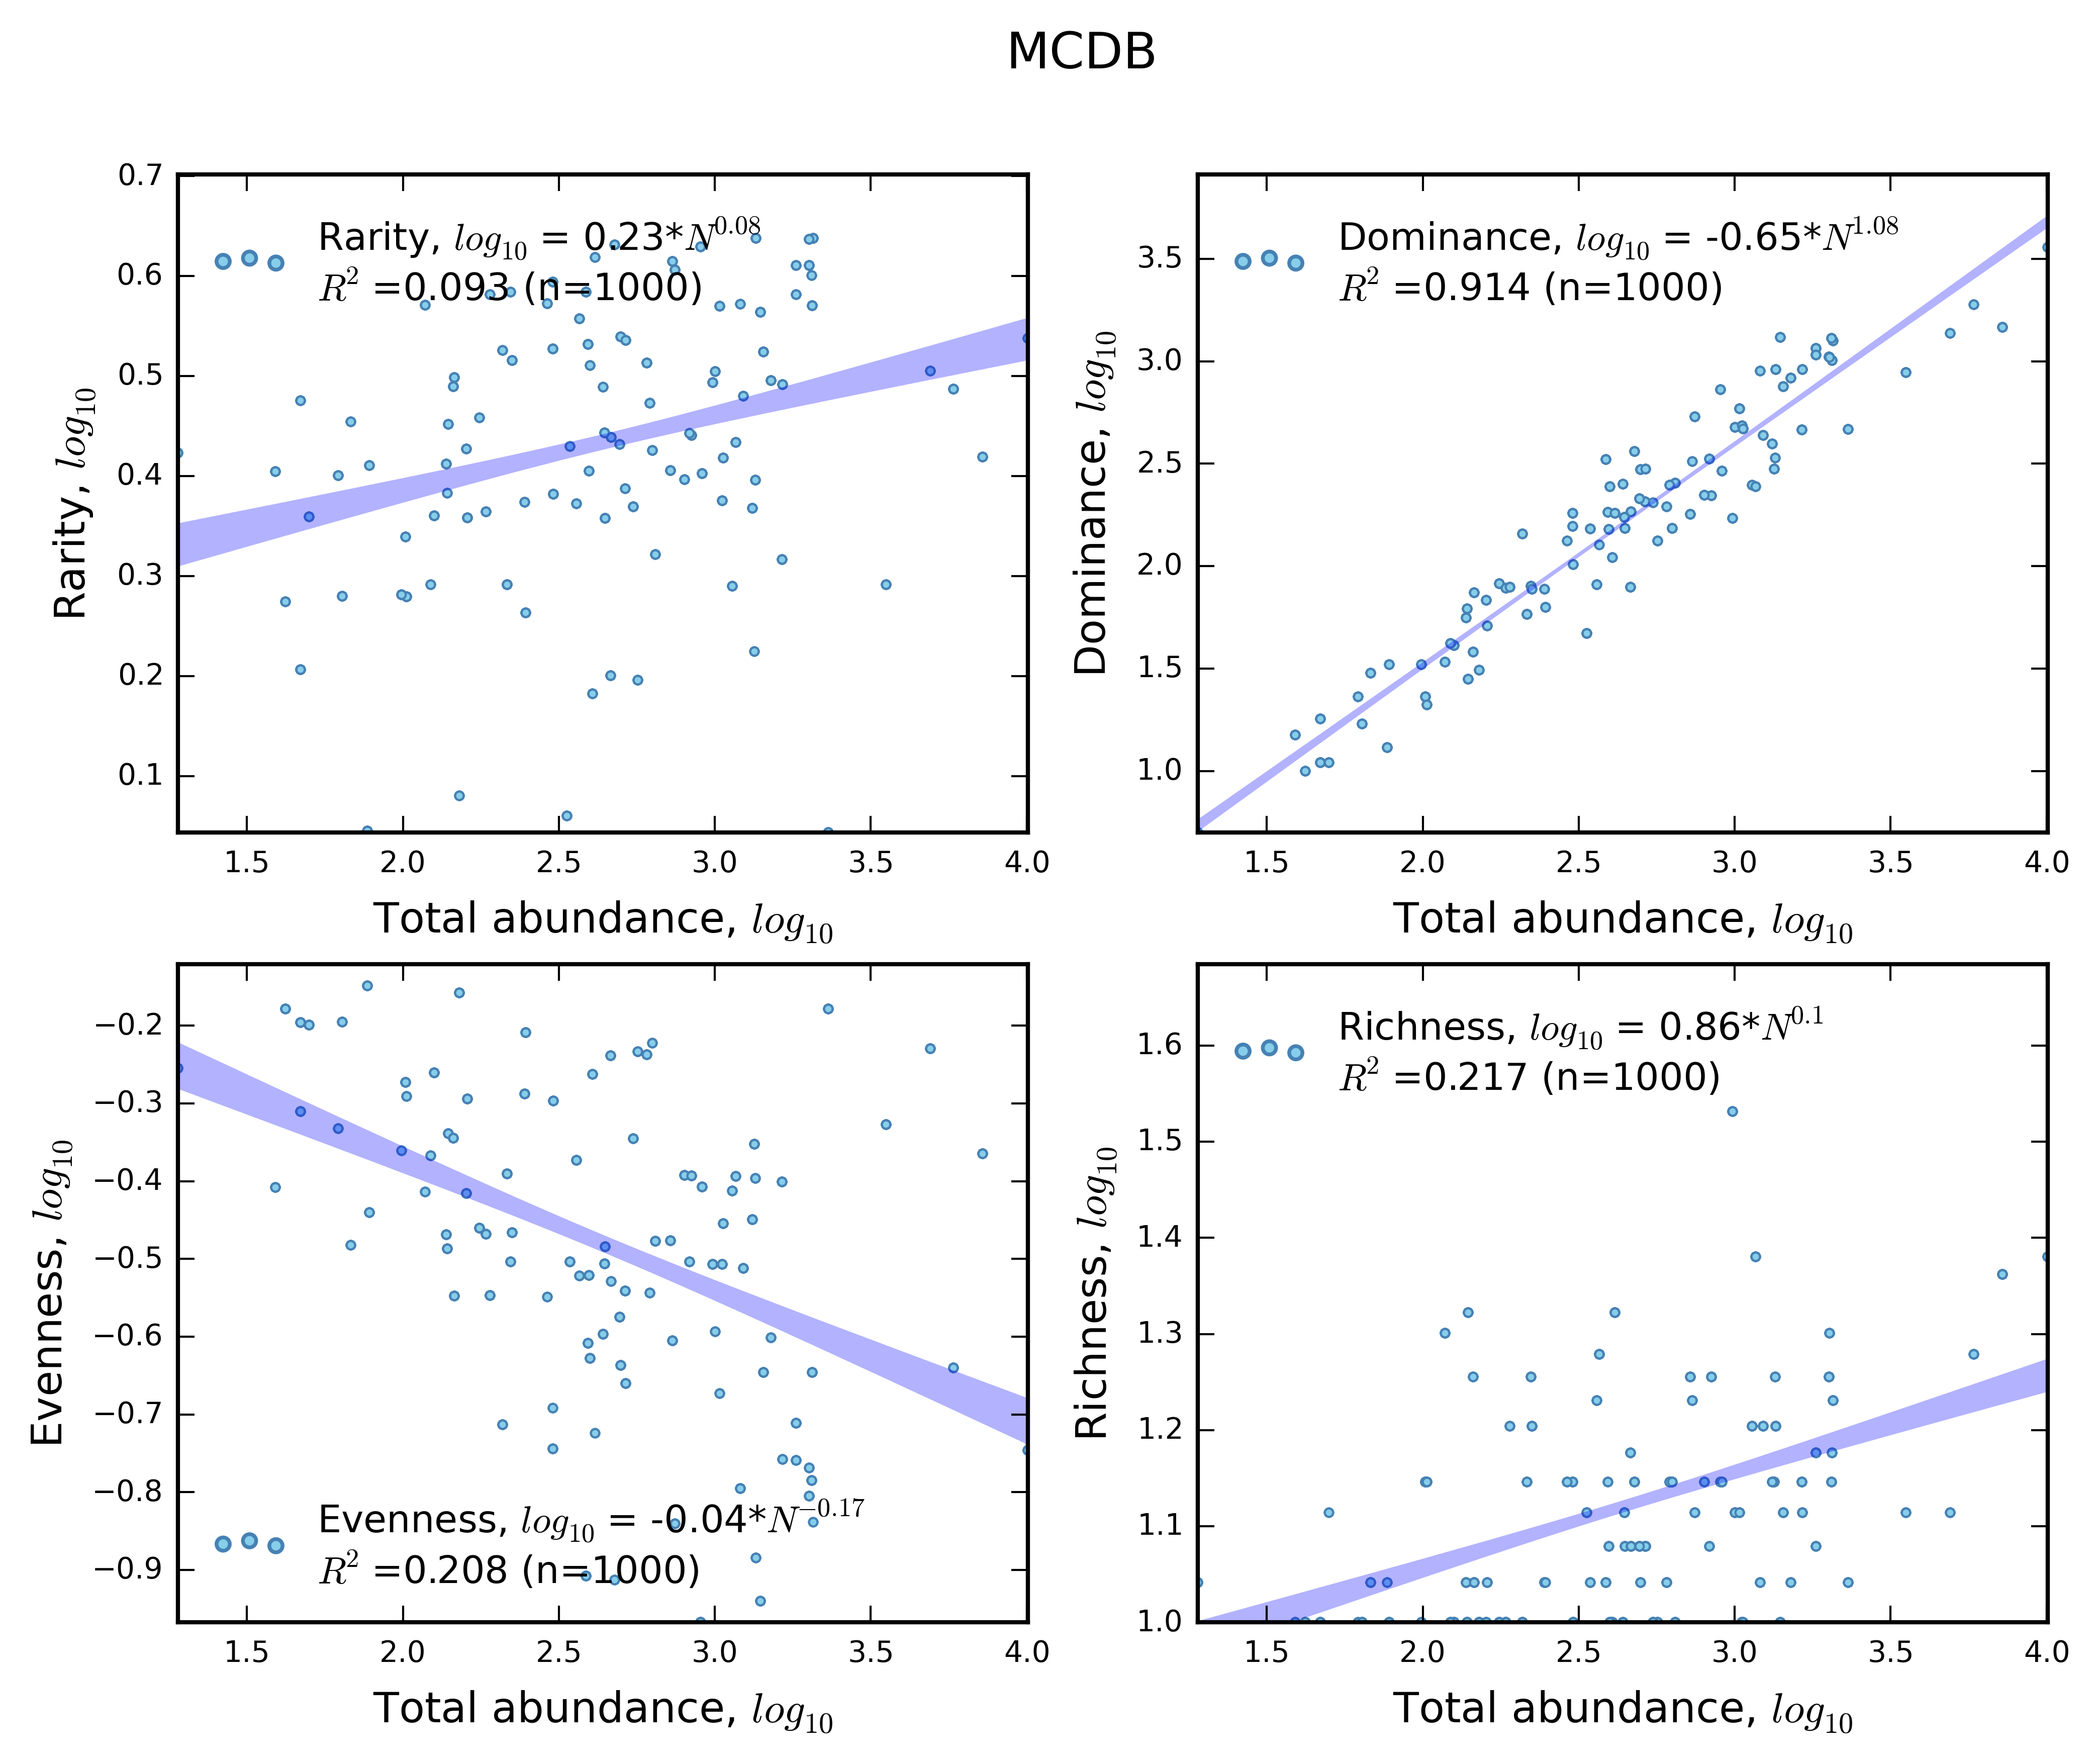 MCDB
Rarity, log10 = 0.23*N^0.08
R^2 =0.093 (n=1000)
0.7
0.6
0.5
0.4
0.3
0.2
0.1
Rarity, log10
1.5 2.0 2.5 3.0 3.5 4.0
Total abundance, log10
Dominance, log10 = -0.65*N^1.08
R^2 =0.914 (n=1000)
3.5
3.0
2.5
2.0
1.5
1.0
Dominance, log10
1.5 2.0 2.5 3.0 3.5 4.0
Total abundance, log10
−0.2
−0.3
−0.4
−0.5
−0.6
−0.7
−0.8
−0.9
Evenness, log10
Evenness, log10 = -0.04*N^−0.17
R^2 =0.208 (n=1000)
1.5 2.0 2.5 3.0 3.5 4.0
Total abundance, log10
Richness, log10 = 0.86*N^0.1
R^2 =0.217 (n=1000)
1.6
1.5
1.4
1.3
1.2
1.1
1.0
Richness, log10
1.5 2.0 2.5 3.0 3.5 4.0
Total abundance, log10